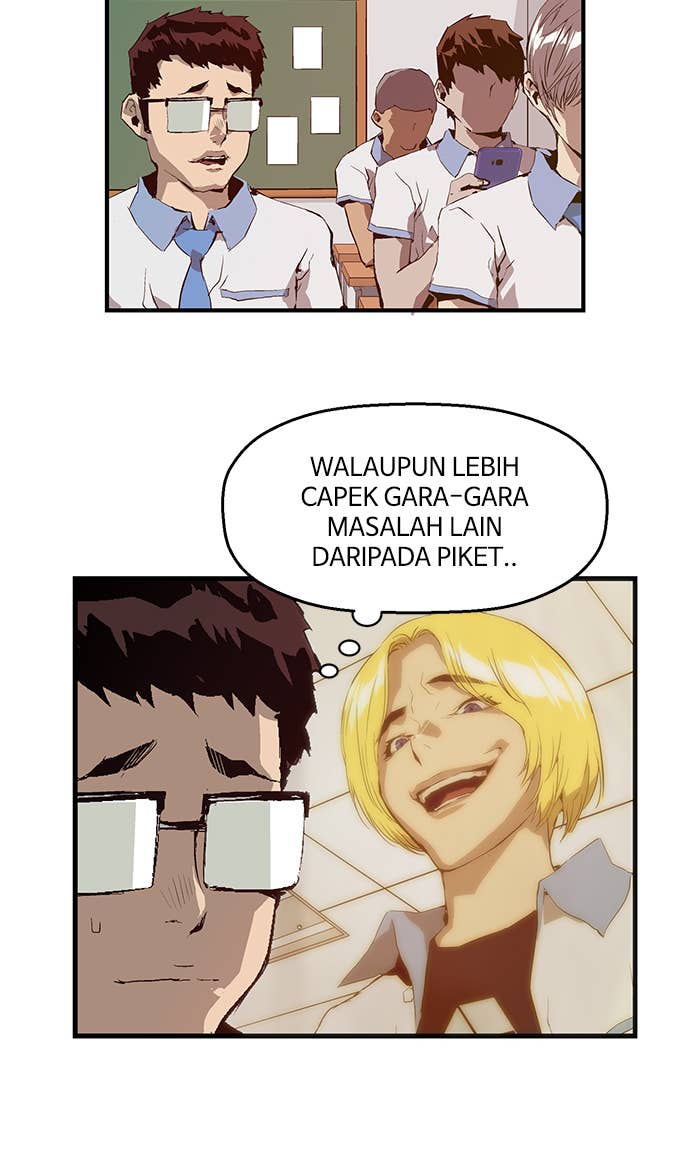 WALAUPUN LEBIH
CAPEK GARA-GARA
MASALAH LAIN
DARIPADA PIKET..